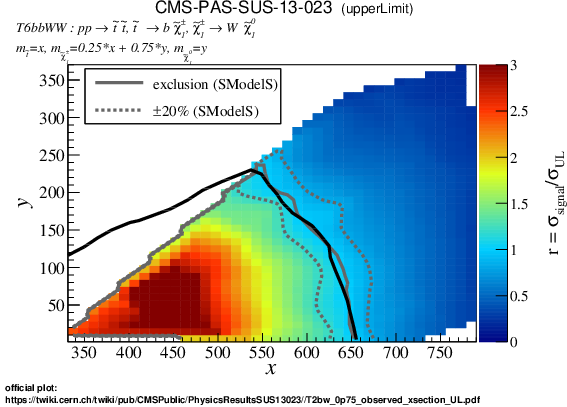 CMS-PAS-SUS-13-023 (upperLimit)
T6bbWW : pp → t̃ t̃, t̃ → b χ̃₁±, χ̃₁± → W χ̃₁⁰
m_t̃=x, m_χ̃₁±=0.25*x + 0.75*y, m_χ̃₁⁰=y
exclusion (SModelS)
±20% (SModelS)
350
300
250
200
150
100
50
y
350 400 450 500 550 600 650 700 750
x
3
2.5
2
1.5
1
0.5
0
r = σ_signal/σ_UL
official plot:
https://twiki.cern.ch/twiki/pub/CMSPublic/PhysicsResultsSUS13023//T2bw_0p75_observed_xsection_UL.pdf